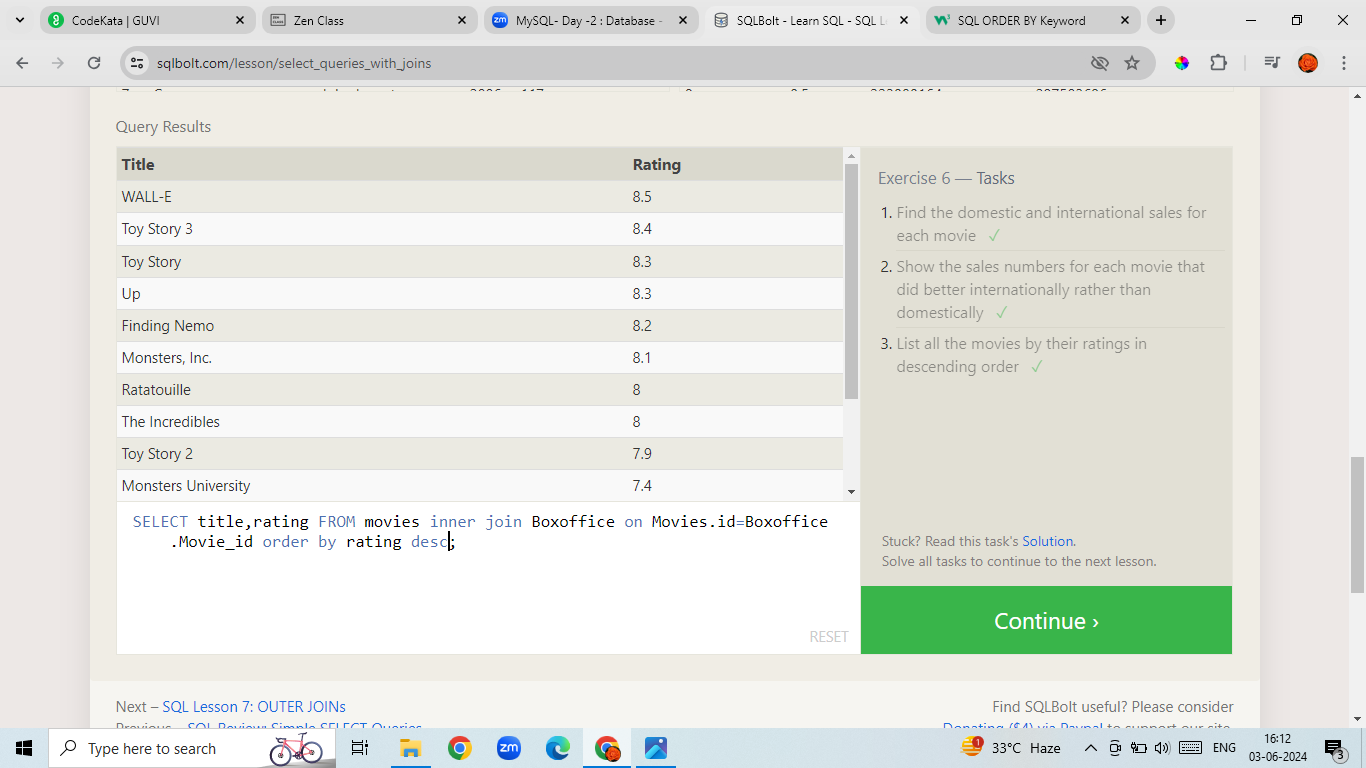 CodeKata | GUVI
Zen Class
MySQL- Day -2 : Database -
SQLBolt - Learn SQL - SQL L
SQL ORDER BY Keyword
sqlbolt.com/lesson/select_queries_with_joins
Query Results
Title Rating
WALL-E 8.5
Toy Story 3 8.4
Toy Story 8.3
Up 8.3
Finding Nemo 8.2
Monsters, Inc. 8.1
Ratatouille 8
The Incredibles 8
Toy Story 2 7.9
Monsters University 7.4
SELECT title,rating FROM movies inner join Boxoffice on Movies.id=Boxoffice
.Movie_id order by rating desc;
RESET
Exercise 6 — Tasks
1. Find the domestic and international sales for
each movie ✓
2. Show the sales numbers for each movie that
did better internationally rather than
domestically ✓
3. List all the movies by their ratings in
descending order ✓
Stuck? Read this task's Solution.
Solve all tasks to continue to the next lesson.
Continue ›
Next – SQL Lesson 7: OUTER JOINs
Previous – SQL Review: Simple SELECT Queries
Find SQLBolt useful? Please consider
Donating ($4) via Paypal to support our site.
Type here to search
zm
1
33°C Haze
ENG
16:12
03-06-2024
3